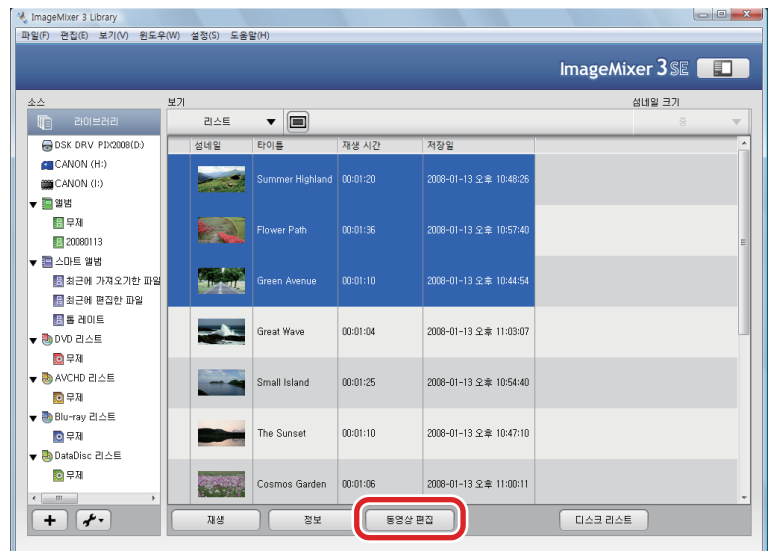 ImageMixer 3 Library
파일(F) 편집(E) 보기(V) 윈도우(W) 설정(S) 도움말(H)
ImageMixer 3 SE
소스 보기 섬네일 크기
라이브러리 리스트 중
섬네일 타이틀 재생 시간 저장일
DSK DRV PIX2008(D:)
CANON (H:)
CANON (I:)
앨범
무제
20080113
스마트 앨범
최근에 가져오기한 파일
최근에 편집한 파일
톱 레이트
DVD 리스트
무제
AVCHD 리스트
무제
Blu-ray 리스트
무제
DataDisc 리스트
무제
Summer Highland 00:01:20 2008-01-13 오후 10:48:26
Flower Path 00:01:36 2008-01-13 오후 10:57:40
Green Avenue 00:01:10 2008-01-13 오후 10:44:54
Great Wave 00:01:04 2008-01-13 오후 11:03:07
Small Island 00:01:25 2008-01-13 오후 10:54:40
The Sunset 00:01:10 2008-01-13 오후 10:47:10
Cosmos Garden 00:01:06 2008-01-13 오후 11:00:11
재생 정보 동영상 편집 디스크 리스트